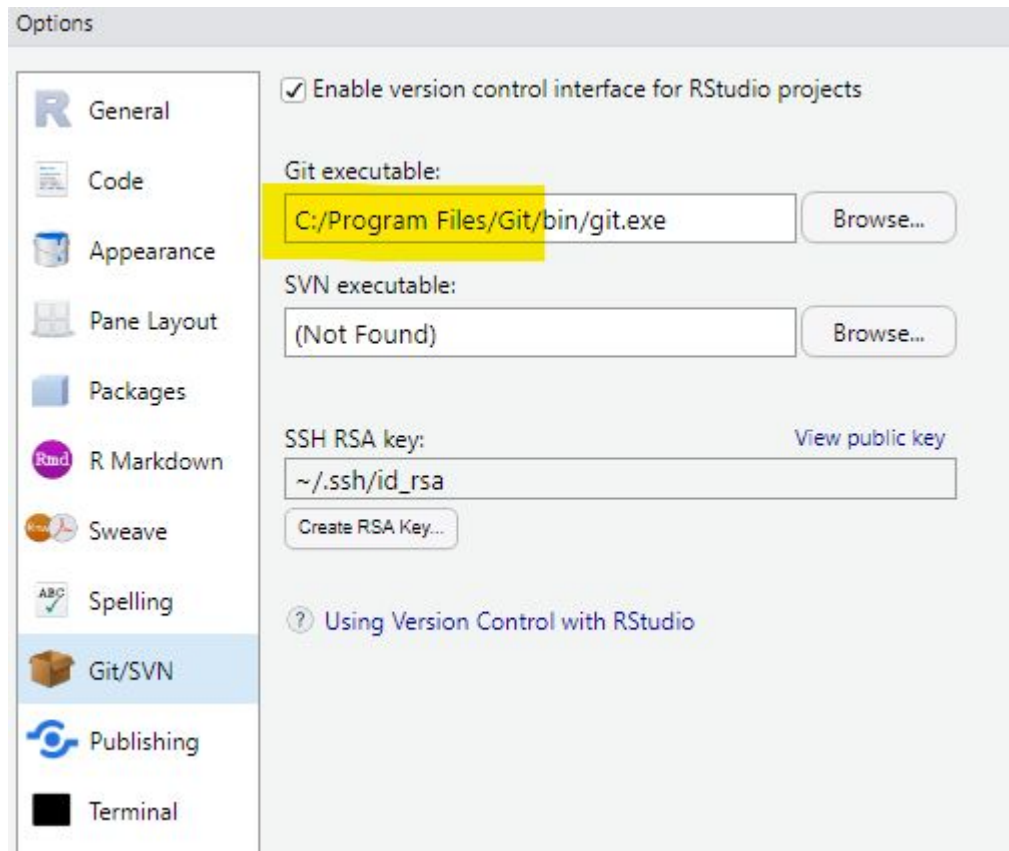 Options
General
Code
Appearance
Pane Layout
Packages
Rmd R Markdown
Sweave
ABC Spelling
Git/SVN
Publishing
Terminal
Enable version control interface for RStudio projects
Git executable:
C:/Program Files/Git/bin/git.exe Browse...
SVN executable:
(Not Found) Browse...
SSH RSA key: View public key
~/.ssh/id_rsa
Create RSA Key...
? Using Version Control with RStudio